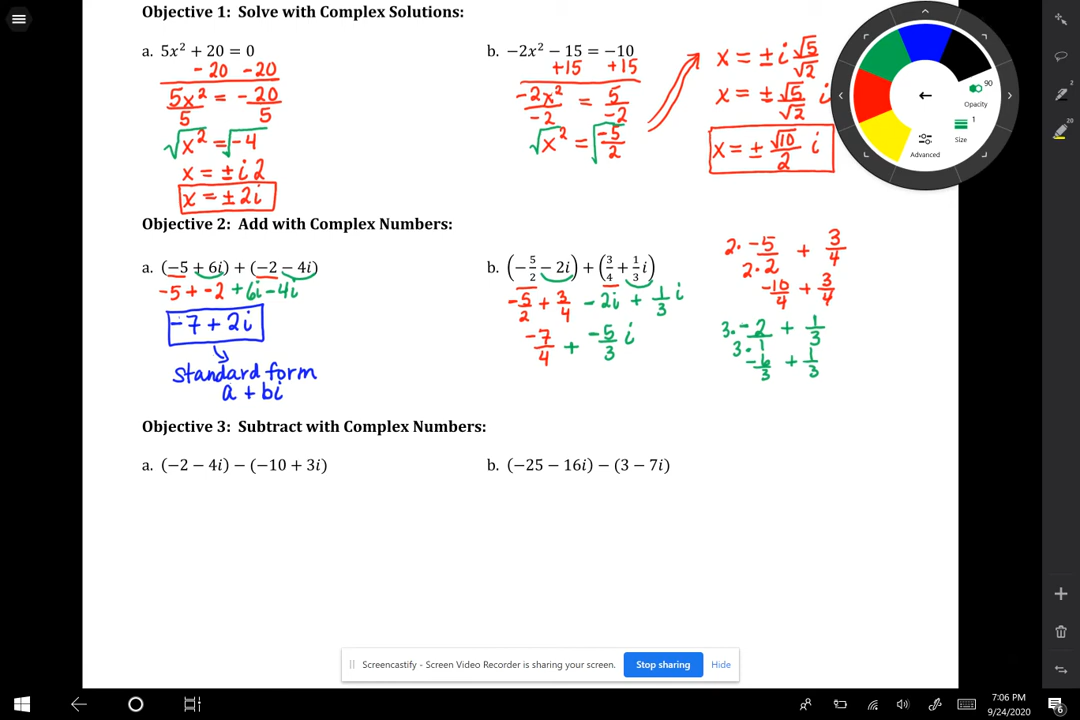 Objective 1: Solve with Complex Solutions:
a. 5x² + 20 = 0
- 20 -20
5x² = -20
5 5
√x² = √-4
x = ± i 2
x = ± 2i
b. −2x² − 15 = −10
+15 +15
-2x² = 5
-2 -2
√x² = √-5/2
x = ± i √5/√2
x = ± √5/√2 i
x = ± √10/2 i
Objective 2: Add with Complex Numbers:
a. (−5 + 6i) + (−2 − 4i)
-5 + -2 + 6i - 4i
-7 + 2i
Standard form
a + bi
b. (−5/2 − 2i) + (3/4 + 1/3 i)
-5/2 + 3/4 - 2i + 1/3 i
-7/4 + -5/3 i
2·-5/2·2 + 3/4
-10/4 + 3/4
3·-2/3·1 + 1/3
-6/3 + 1/3
Objective 3: Subtract with Complex Numbers:
a. (−2 − 4i) − (−10 + 3i)
b. (−25 − 16i) − (3 − 7i)
90
Opacity
1
Size
Advanced
2
20
Screencastify - Screen Video Recorder is sharing your screen.
Stop sharing
Hide
7:06 PM
9/24/2020
6